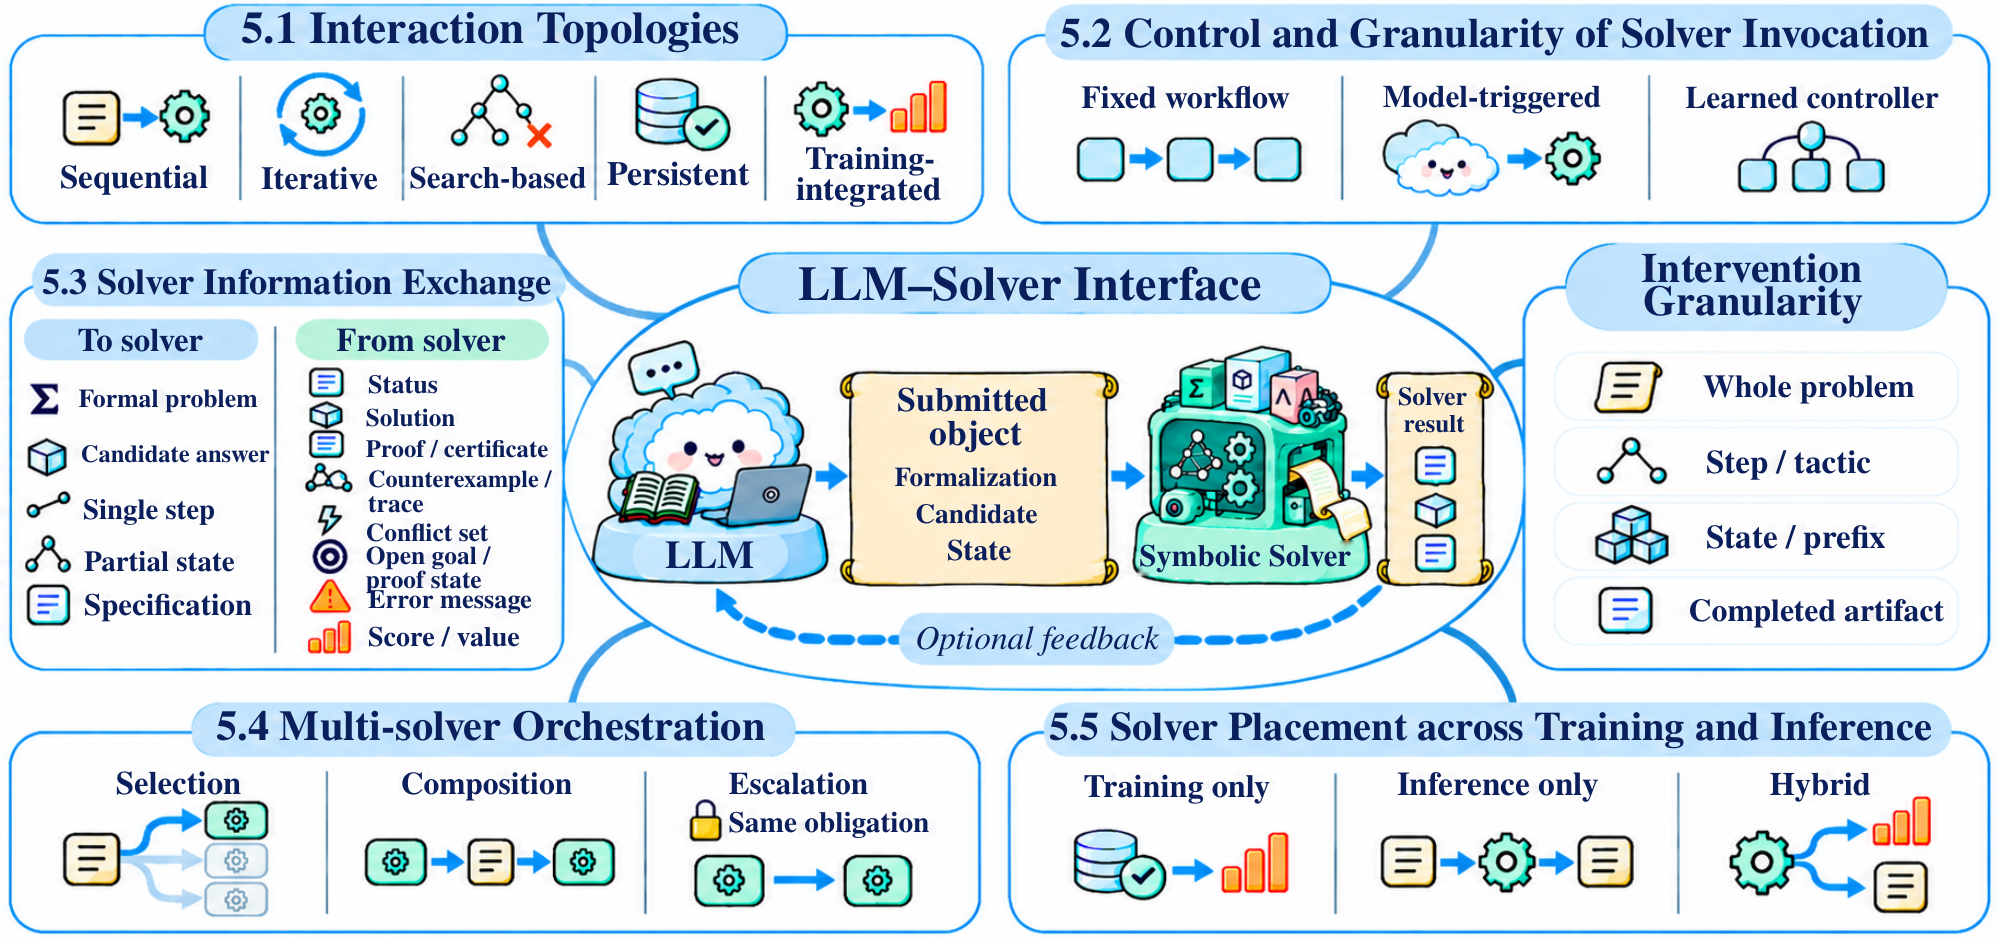 5.1 Interaction Topologies
Sequential
Iterative
Search-based
Persistent
Training-
integrated
5.2 Control and Granularity of Solver Invocation
Fixed workflow
Model-triggered
Learned controller
5.3 Solver Information Exchange
To solver
Σ Formal problem
Candidate answer
Single step
Partial state
Specification
From solver
Status
Solution
Proof / certificate
Counterexample /
trace
Conflict set
Open goal /
proof state
Error message
Score / value
LLM–Solver Interface
LLM
Submitted
object
Formalization
Candidate
State
Σ
Symbolic Solver
Solver
result
Optional feedback
Intervention
Granularity
Whole problem
Step / tactic
State / prefix
Completed artifact
5.4 Multi-solver Orchestration
Selection
Composition
Escalation
Same obligation
5.5 Solver Placement across Training and Inference
Training only
Inference only
Hybrid